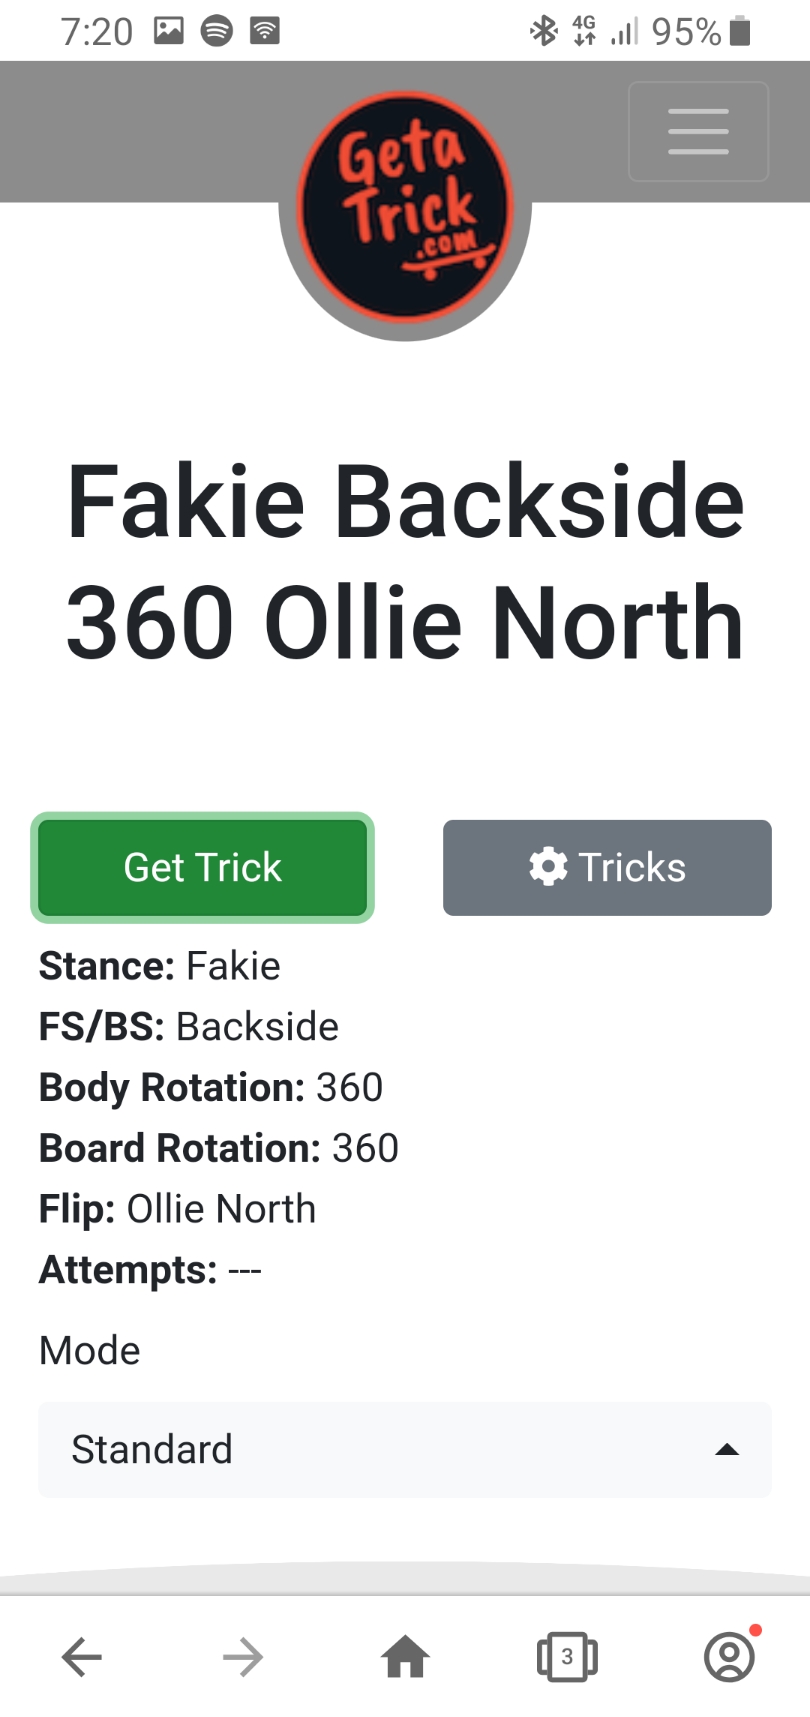 7:20 4G 95%
Geta
Trick
.com
Fakie Backside
360 Ollie North
Get Trick Tricks
Stance: Fakie
FS/BS: Backside
Body Rotation: 360
Board Rotation: 360
Flip: Ollie North
Attempts: ---
Mode
Standard
3